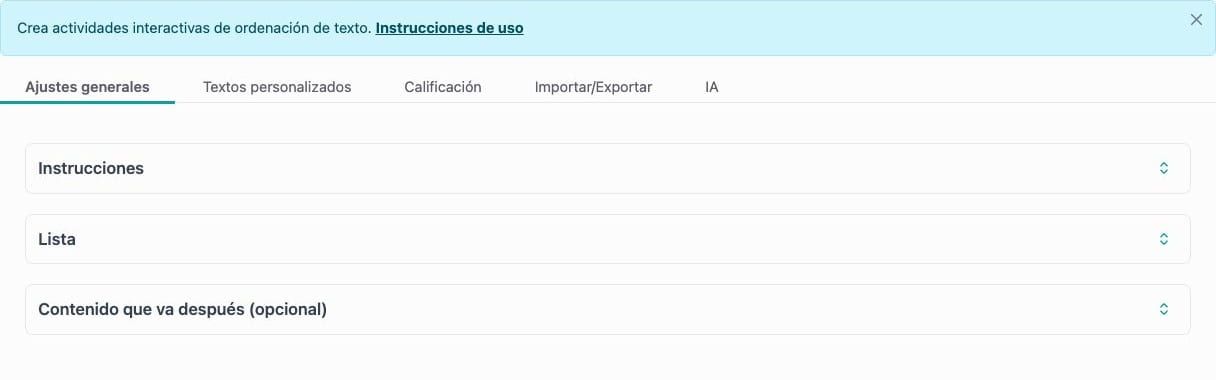 Crea actividades interactivas de ordenación de texto. Instrucciones de uso
Ajustes generales Textos personalizados Calificación Importar/Exportar IA
Instrucciones
Lista
Contenido que va después (opcional)